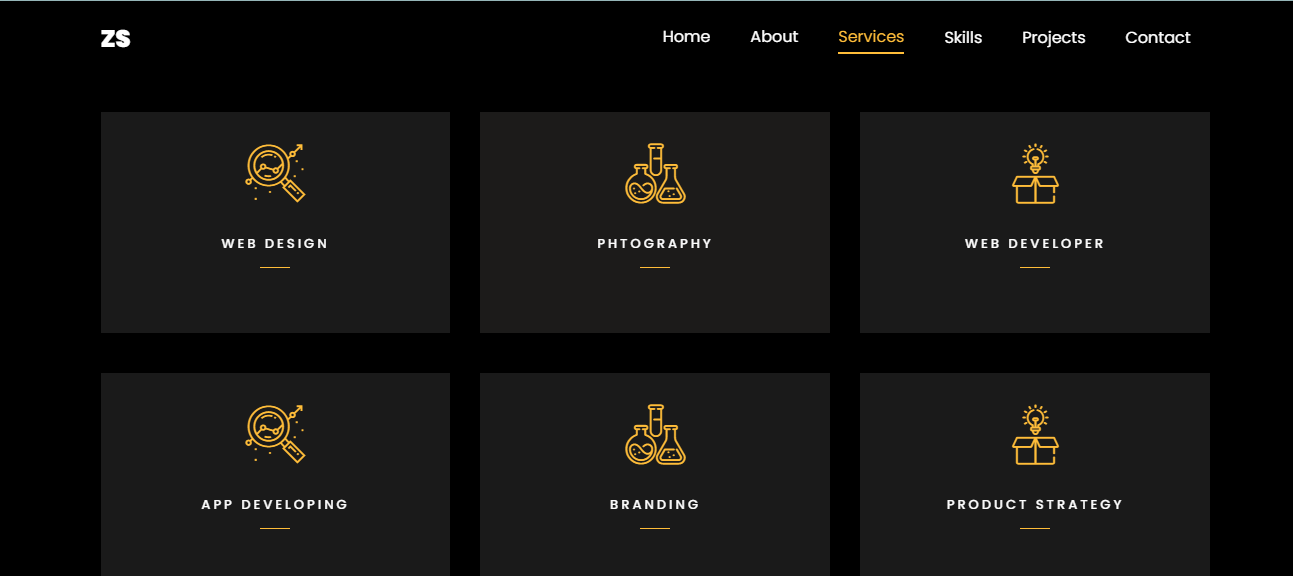 ZS
Home About Services Skills Projects Contact
WEB DESIGN PHTOGRAPHY WEB DEVELOPER
APP DEVELOPING BRANDING PRODUCT STRATEGY